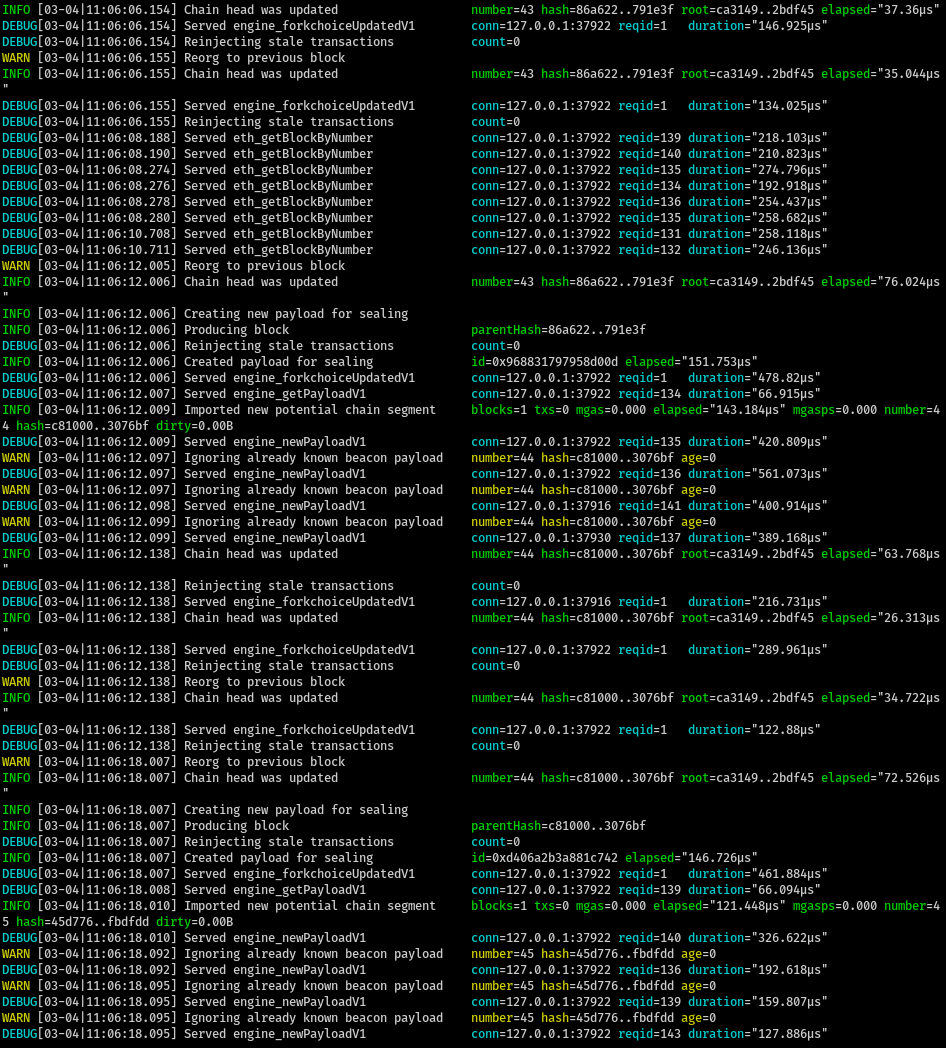 INFO [03-04|11:06:06.154] Chain head was updated number=43 hash=86a622..791e3f root=ca3149..2bdf45 elapsed="37.36µs"
DEBUG[03-04|11:06:06.154] Served engine_forkchoiceUpdatedV1 conn=127.0.0.1:37922 reqid=1 duration="146.925µs"
DEBUG[03-04|11:06:06.154] Reinjecting stale transactions count=0
WARN [03-04|11:06:06.155] Reorg to previous block
INFO [03-04|11:06:06.155] Chain head was updated number=43 hash=86a622..791e3f root=ca3149..2bdf45 elapsed="35.044µs
"
DEBUG[03-04|11:06:06.155] Served engine_forkchoiceUpdatedV1 conn=127.0.0.1:37922 reqid=1 duration="134.025µs"
DEBUG[03-04|11:06:06.155] Reinjecting stale transactions count=0
DEBUG[03-04|11:06:08.188] Served eth_getBlockByNumber conn=127.0.0.1:37922 reqid=139 duration="218.103µs"
DEBUG[03-04|11:06:08.190] Served eth_getBlockByNumber conn=127.0.0.1:37922 reqid=140 duration="210.823µs"
DEBUG[03-04|11:06:08.274] Served eth_getBlockByNumber conn=127.0.0.1:37922 reqid=135 duration="274.796µs"
DEBUG[03-04|11:06:08.276] Served eth_getBlockByNumber conn=127.0.0.1:37922 reqid=134 duration="192.918µs"
DEBUG[03-04|11:06:08.278] Served eth_getBlockByNumber conn=127.0.0.1:37922 reqid=136 duration="254.437µs"
DEBUG[03-04|11:06:08.280] Served eth_getBlockByNumber conn=127.0.0.1:37922 reqid=135 duration="258.682µs"
DEBUG[03-04|11:06:10.708] Served eth_getBlockByNumber conn=127.0.0.1:37922 reqid=131 duration="258.118µs"
DEBUG[03-04|11:06:10.711] Served eth_getBlockByNumber conn=127.0.0.1:37922 reqid=132 duration="246.136µs"
WARN [03-04|11:06:12.005] Reorg to previous block
INFO [03-04|11:06:12.006] Chain head was updated number=43 hash=86a622..791e3f root=ca3149..2bdf45 elapsed="76.024µs
"
INFO [03-04|11:06:12.006] Creating new payload for sealing
INFO [03-04|11:06:12.006] Producing block parentHash=86a622..791e3f
DEBUG[03-04|11:06:12.006] Reinjecting stale transactions count=0
INFO [03-04|11:06:12.006] Created payload for sealing id=0x968831797958d00d elapsed="151.753µs"
DEBUG[03-04|11:06:12.006] Served engine_forkchoiceUpdatedV1 conn=127.0.0.1:37922 reqid=1 duration="478.82µs"
DEBUG[03-04|11:06:12.007] Served engine_getPayloadV1 conn=127.0.0.1:37922 reqid=134 duration="66.915µs"
INFO [03-04|11:06:12.009] Imported new potential chain segment blocks=1 txs=0 mgas=0.000 elapsed="143.184µs" mgasps=0.000 number=4
4 hash=c81000..3076bf dirty=0.00B
DEBUG[03-04|11:06:12.009] Served engine_newPayloadV1 conn=127.0.0.1:37922 reqid=135 duration="420.809µs"
WARN [03-04|11:06:12.097] Ignoring already known beacon payload number=44 hash=c81000..3076bf age=0
DEBUG[03-04|11:06:12.097] Served engine_newPayloadV1 conn=127.0.0.1:37922 reqid=136 duration="561.073µs"
WARN [03-04|11:06:12.097] Ignoring already known beacon payload number=44 hash=c81000..3076bf age=0
DEBUG[03-04|11:06:12.098] Served engine_newPayloadV1 conn=127.0.0.1:37916 reqid=141 duration="400.914µs"
WARN [03-04|11:06:12.099] Ignoring already known beacon payload number=44 hash=c81000..3076bf age=0
DEBUG[03-04|11:06:12.099] Served engine_newPayloadV1 conn=127.0.0.1:37930 reqid=137 duration="389.168µs"
INFO [03-04|11:06:12.138] Chain head was updated number=44 hash=c81000..3076bf root=ca3149..2bdf45 elapsed="63.768µs
"
DEBUG[03-04|11:06:12.138] Reinjecting stale transactions count=0
DEBUG[03-04|11:06:12.138] Served engine_forkchoiceUpdatedV1 conn=127.0.0.1:37916 reqid=1 duration="216.731µs"
INFO [03-04|11:06:12.138] Chain head was updated number=44 hash=c81000..3076bf root=ca3149..2bdf45 elapsed="26.313µs
"
DEBUG[03-04|11:06:12.138] Served engine_forkchoiceUpdatedV1 conn=127.0.0.1:37922 reqid=1 duration="289.961µs"
DEBUG[03-04|11:06:12.138] Reinjecting stale transactions count=0
WARN [03-04|11:06:12.138] Reorg to previous block
INFO [03-04|11:06:12.138] Chain head was updated number=44 hash=c81000..3076bf root=ca3149..2bdf45 elapsed="34.722µs
"
DEBUG[03-04|11:06:12.138] Served engine_forkchoiceUpdatedV1 conn=127.0.0.1:37922 reqid=1 duration="122.88µs"
DEBUG[03-04|11:06:12.138] Reinjecting stale transactions count=0
WARN [03-04|11:06:18.007] Reorg to previous block
INFO [03-04|11:06:18.007] Chain head was updated number=44 hash=c81000..3076bf root=ca3149..2bdf45 elapsed="72.526µs
"
INFO [03-04|11:06:18.007] Creating new payload for sealing
INFO [03-04|11:06:18.007] Producing block parentHash=c81000..3076bf
DEBUG[03-04|11:06:18.007] Reinjecting stale transactions count=0
INFO [03-04|11:06:18.007] Created payload for sealing id=0xd406a2b3a881c742 elapsed="146.726µs"
DEBUG[03-04|11:06:18.007] Served engine_forkchoiceUpdatedV1 conn=127.0.0.1:37922 reqid=1 duration="461.884µs"
DEBUG[03-04|11:06:18.008] Served engine_getPayloadV1 conn=127.0.0.1:37922 reqid=139 duration="66.094µs"
INFO [03-04|11:06:18.010] Imported new potential chain segment blocks=1 txs=0 mgas=0.000 elapsed="121.448µs" mgasps=0.000 number=4
5 hash=45d776..fbdfdd dirty=0.00B
DEBUG[03-04|11:06:18.010] Served engine_newPayloadV1 conn=127.0.0.1:37922 reqid=140 duration="326.622µs"
WARN [03-04|11:06:18.092] Ignoring already known beacon payload number=45 hash=45d776..fbdfdd age=0
DEBUG[03-04|11:06:18.092] Served engine_newPayloadV1 conn=127.0.0.1:37922 reqid=136 duration="192.618µs"
WARN [03-04|11:06:18.095] Ignoring already known beacon payload number=45 hash=45d776..fbdfdd age=0
DEBUG[03-04|11:06:18.095] Served engine_newPayloadV1 conn=127.0.0.1:37922 reqid=139 duration="159.807µs"
WARN [03-04|11:06:18.095] Ignoring already known beacon payload number=45 hash=45d776..fbdfdd age=0
DEBUG[03-04|11:06:18.095] Served engine_newPayloadV1 conn=127.0.0.1:37922 reqid=143 duration="127.886µs"